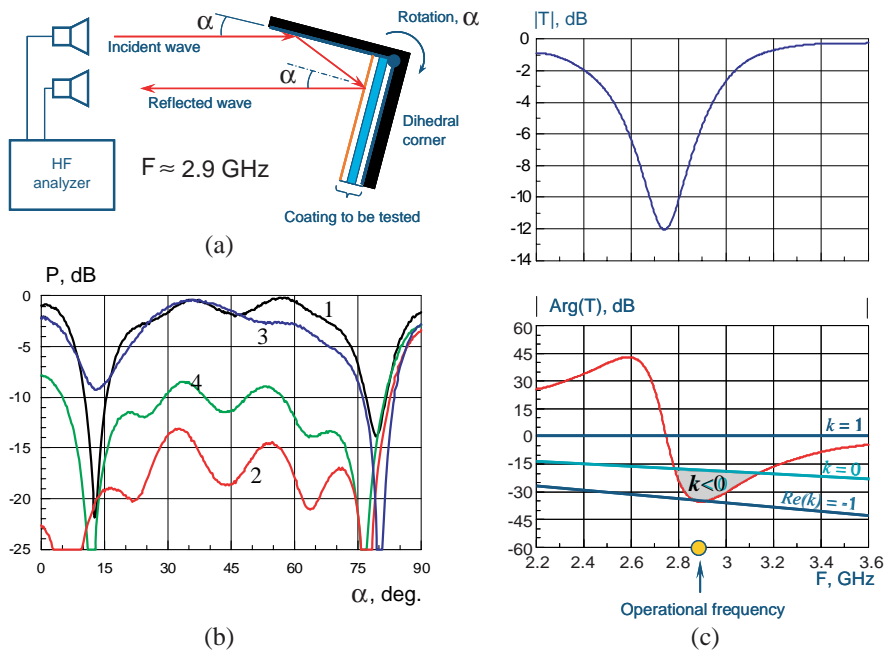 α
Rotation, α
Incident wave
α
Reflected wave
Dihedral
corner
HF
analyzer
F ≈ 2.9 GHz
Coating to be tested
(a)
P, dB
0
-5
-10
-15
-20
-25
1
3
4
2
0 15 30 45 60 75 90
α, deg.
(b)
|T|, dB
0
-2
-4
-6
-8
-10
-12
-14
Arg(T), dB
60
45
30
15
0
-15
-30
-45
-60
k = 1
k = 0
k<0
Re(k) = -1
2.2 2.4 2.6 2.8 3 3.2 3.4 3.6
F, GHz
Operational frequency
(c)